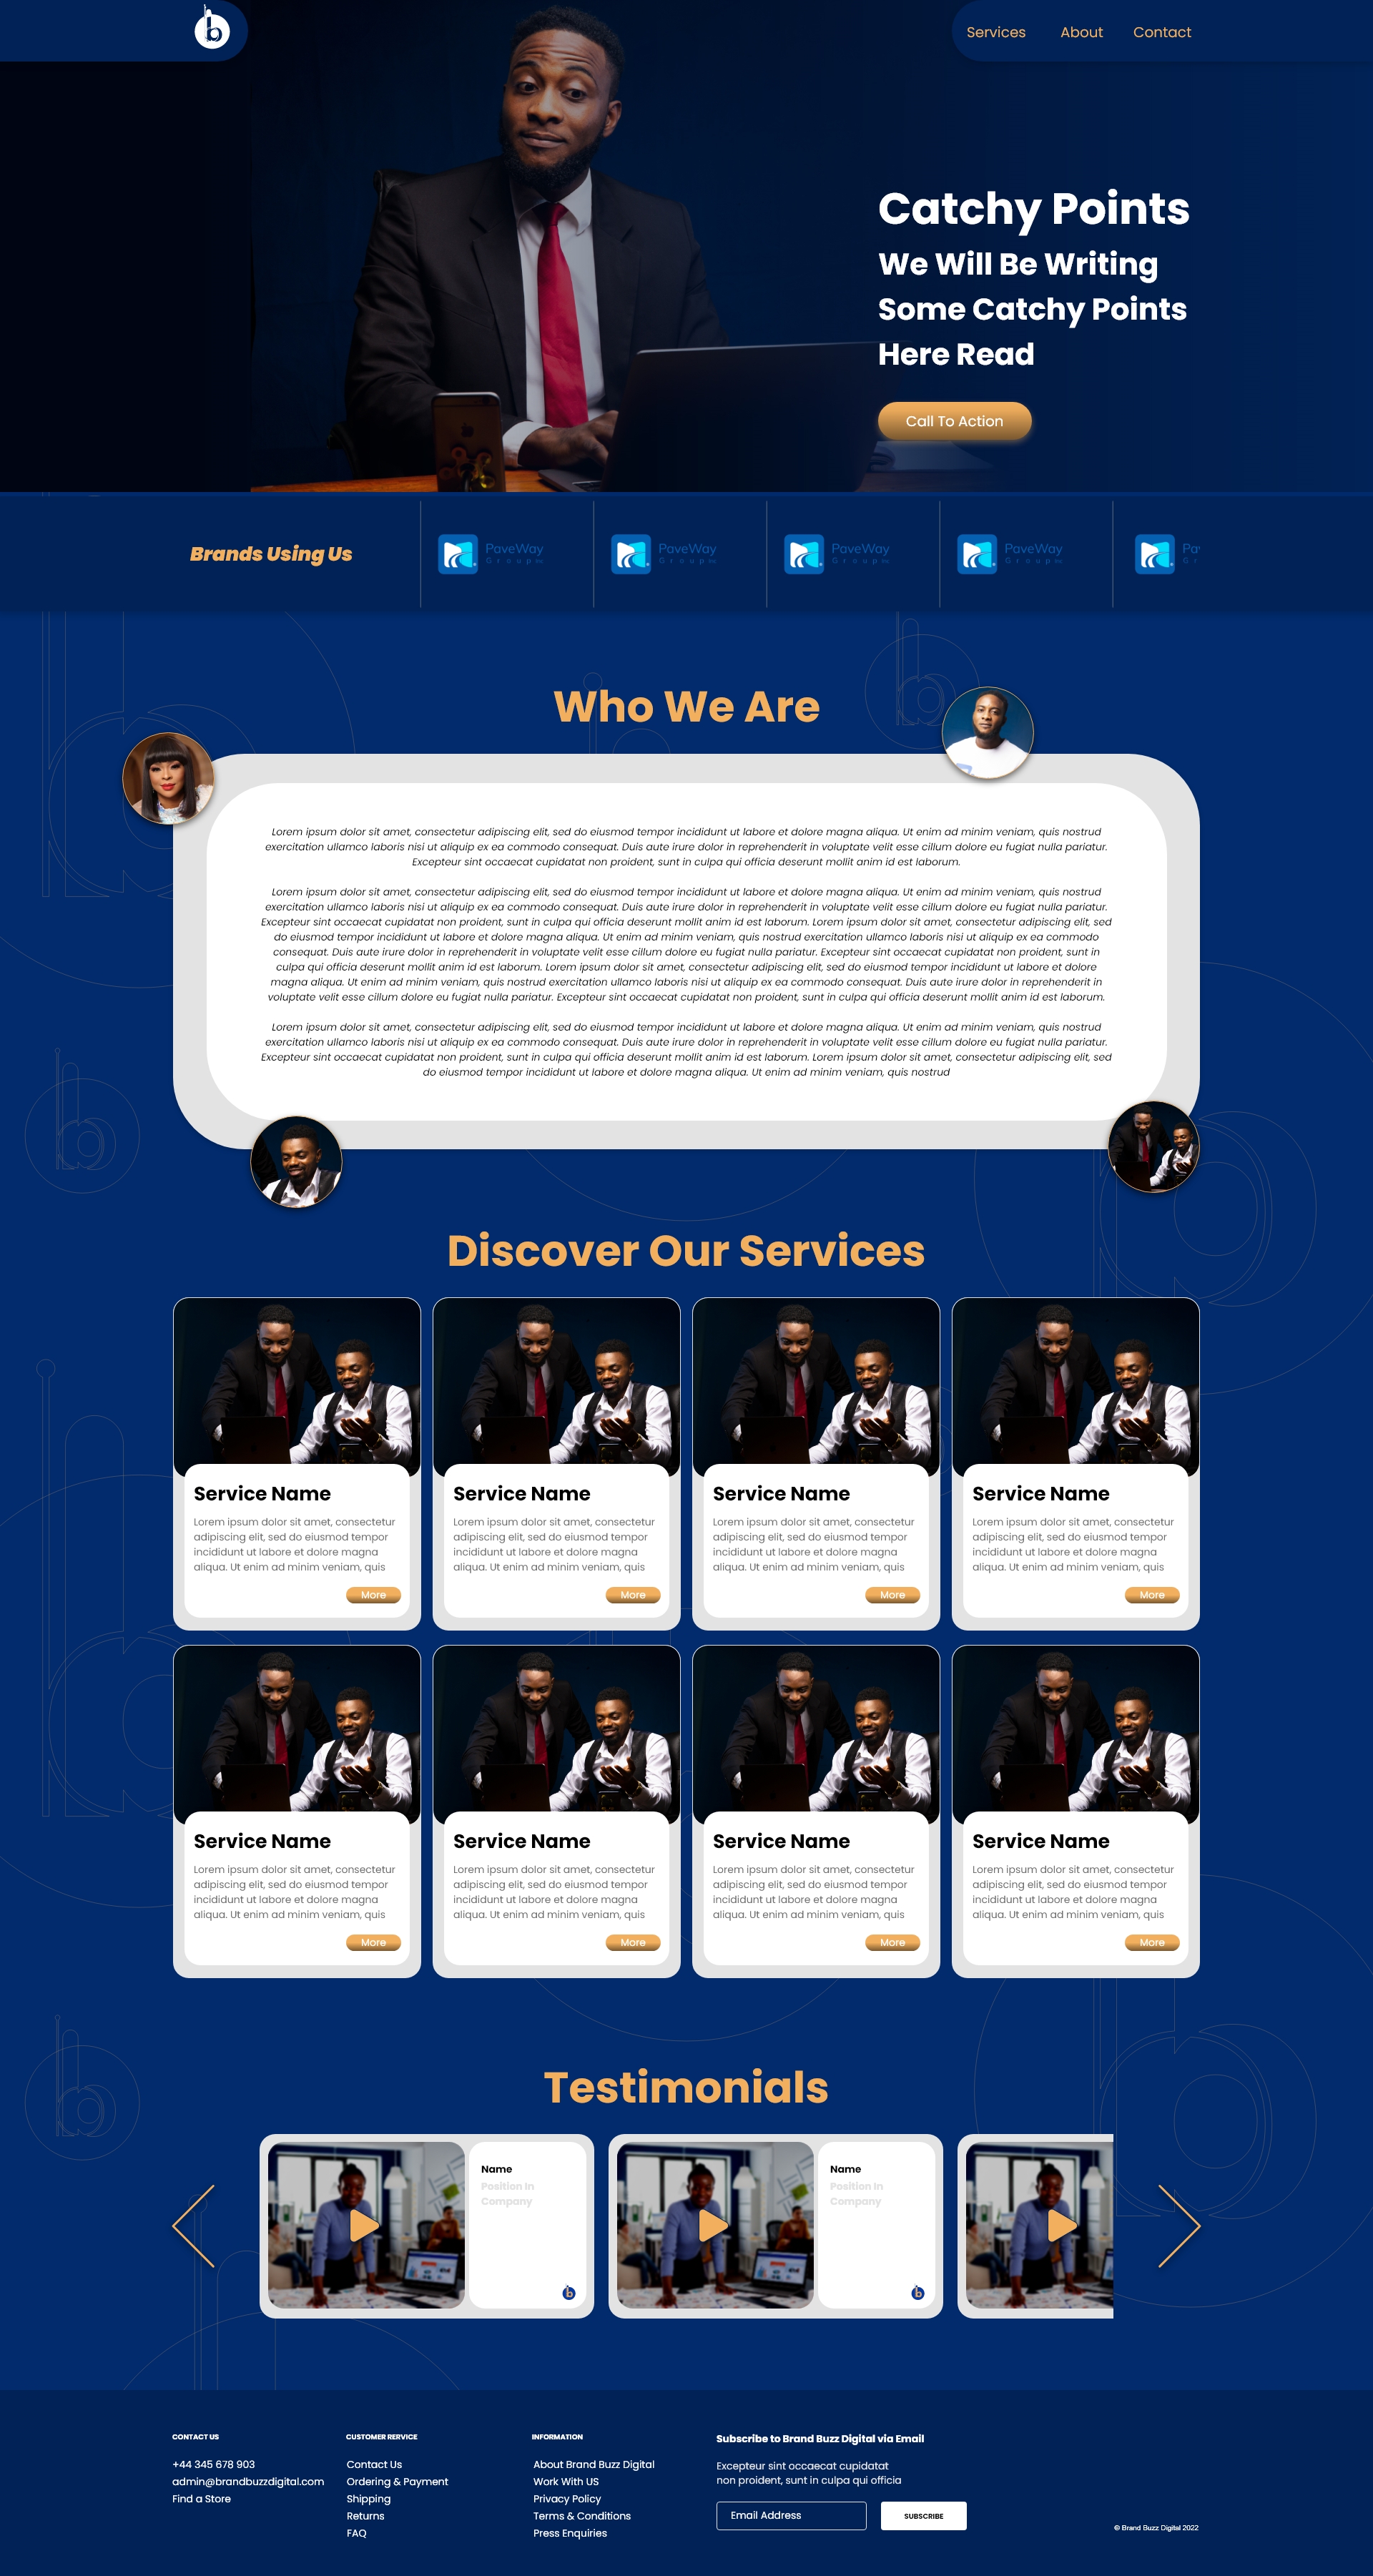 Services About Contact
Catchy Points
We Will Be Writing
Some Catchy Points
Here Read
Call To Action
Brands Using Us
PaveWay
Group
PaveWay
Group
PaveWay
Group
PaveWay
Group
Who We Are
Lorem ipsum dolor sit amet, consectetur adipiscing elit, sed do eiusmod tempor incididunt ut labore et dolore magna aliqua. Ut enim ad minim veniam, quis nostrud
exercitation ullamco laboris nisi ut aliquip ex ea commodo consequat. Duis aute irure dolor in reprehenderit in voluptate velit esse cillum dolore eu fugiat nulla pariatur.
Excepteur sint occaecat cupidatat non proident, sunt in culpa qui officia deserunt mollit anim id est laborum.
Lorem ipsum dolor sit amet, consectetur adipiscing elit, sed do eiusmod tempor incididunt ut labore et dolore magna aliqua. Ut enim ad minim veniam, quis nostrud
exercitation ullamco laboris nisi ut aliquip ex ea commodo consequat. Duis aute irure dolor in reprehenderit in voluptate velit esse cillum dolore eu fugiat nulla pariatur.
Excepteur sint occaecat cupidatat non proident, sunt in culpa qui officia deserunt mollit anim id est laborum. Lorem ipsum dolor sit amet, consectetur adipiscing elit, sed
do eiusmod tempor incididunt ut labore et dolore magna aliqua. Ut enim ad minim veniam, quis nostrud exercitation ullamco laboris nisi ut aliquip ex ea commodo
consequat. Duis aute irure dolor in reprehenderit in voluptate velit esse cillum dolore eu fugiat nulla pariatur. Excepteur sint occaecat cupidatat non proident, sunt in
culpa qui officia deserunt mollit anim id est laborum. Lorem ipsum dolor sit amet, consectetur adipiscing elit, sed do eiusmod tempor incididunt ut labore et dolore
magna aliqua. Ut enim ad minim veniam, quis nostrud exercitation ullamco laboris nisi ut aliquip ex ea commodo consequat. Duis aute irure dolor in reprehenderit in
voluptate velit esse cillum dolore eu fugiat nulla pariatur. Excepteur sint occaecat cupidatat non proident, sunt in culpa qui officia deserunt mollit anim id est laborum.
Lorem ipsum dolor sit amet, consectetur adipiscing elit, sed do eiusmod tempor incididunt ut labore et dolore magna aliqua. Ut enim ad minim veniam, quis nostrud
exercitation ullamco laboris nisi ut aliquip ex ea commodo consequat. Duis aute irure dolor in reprehenderit in voluptate velit esse cillum dolore eu fugiat nulla pariatur.
Excepteur sint occaecat cupidatat non proident, sunt in culpa qui officia deserunt mollit anim id est laborum. Lorem ipsum dolor sit amet, consectetur adipiscing elit, sed
do eiusmod tempor incididunt ut labore et dolore magna aliqua. Ut enim ad minim veniam, quis nostrud
Discover Our Services
Service Name
Lorem ipsum dolor sit amet, consectetur
adipiscing elit, sed do eiusmod tempor
incididunt ut labore et dolore magna
aliqua. Ut enim ad minim veniam, quis
More
Service Name
Lorem ipsum dolor sit amet, consectetur
adipiscing elit, sed do eiusmod tempor
incididunt ut labore et dolore magna
aliqua. Ut enim ad minim veniam, quis
More
Service Name
Lorem ipsum dolor sit amet, consectetur
adipiscing elit, sed do eiusmod tempor
incididunt ut labore et dolore magna
aliqua. Ut enim ad minim veniam, quis
More
Service Name
Lorem ipsum dolor sit amet, consectetur
adipiscing elit, sed do eiusmod tempor
incididunt ut labore et dolore magna
aliqua. Ut enim ad minim veniam, quis
More
Service Name
Lorem ipsum dolor sit amet, consectetur
adipiscing elit, sed do eiusmod tempor
incididunt ut labore et dolore magna
aliqua. Ut enim ad minim veniam, quis
More
Service Name
Lorem ipsum dolor sit amet, consectetur
adipiscing elit, sed do eiusmod tempor
incididunt ut labore et dolore magna
aliqua. Ut enim ad minim veniam, quis
More
Service Name
Lorem ipsum dolor sit amet, consectetur
adipiscing elit, sed do eiusmod tempor
incididunt ut labore et dolore magna
aliqua. Ut enim ad minim veniam, quis
More
Service Name
Lorem ipsum dolor sit amet, consectetur
adipiscing elit, sed do eiusmod tempor
incididunt ut labore et dolore magna
aliqua. Ut enim ad minim veniam, quis
More
Testimonials
Name
Position In
Company
Name
Position In
Company
CONTACT US
+44 345 678 903
admin@brandbuzzdigital.com
Find a Store
CUSTOMER RERVICE
Contact Us
Ordering & Payment
Shipping
Returns
FAQ
INFORMATION
About Brand Buzz Digital
Work With US
Privacy Policy
Terms & Conditions
Press Enquiries
Subscribe to Brand Buzz Digital via Email
Excepteur sint occaecat cupidatat
non proident, sunt in culpa qui officia
Email Address
SUBSCRIBE
© Brand Buzz Digital 2022